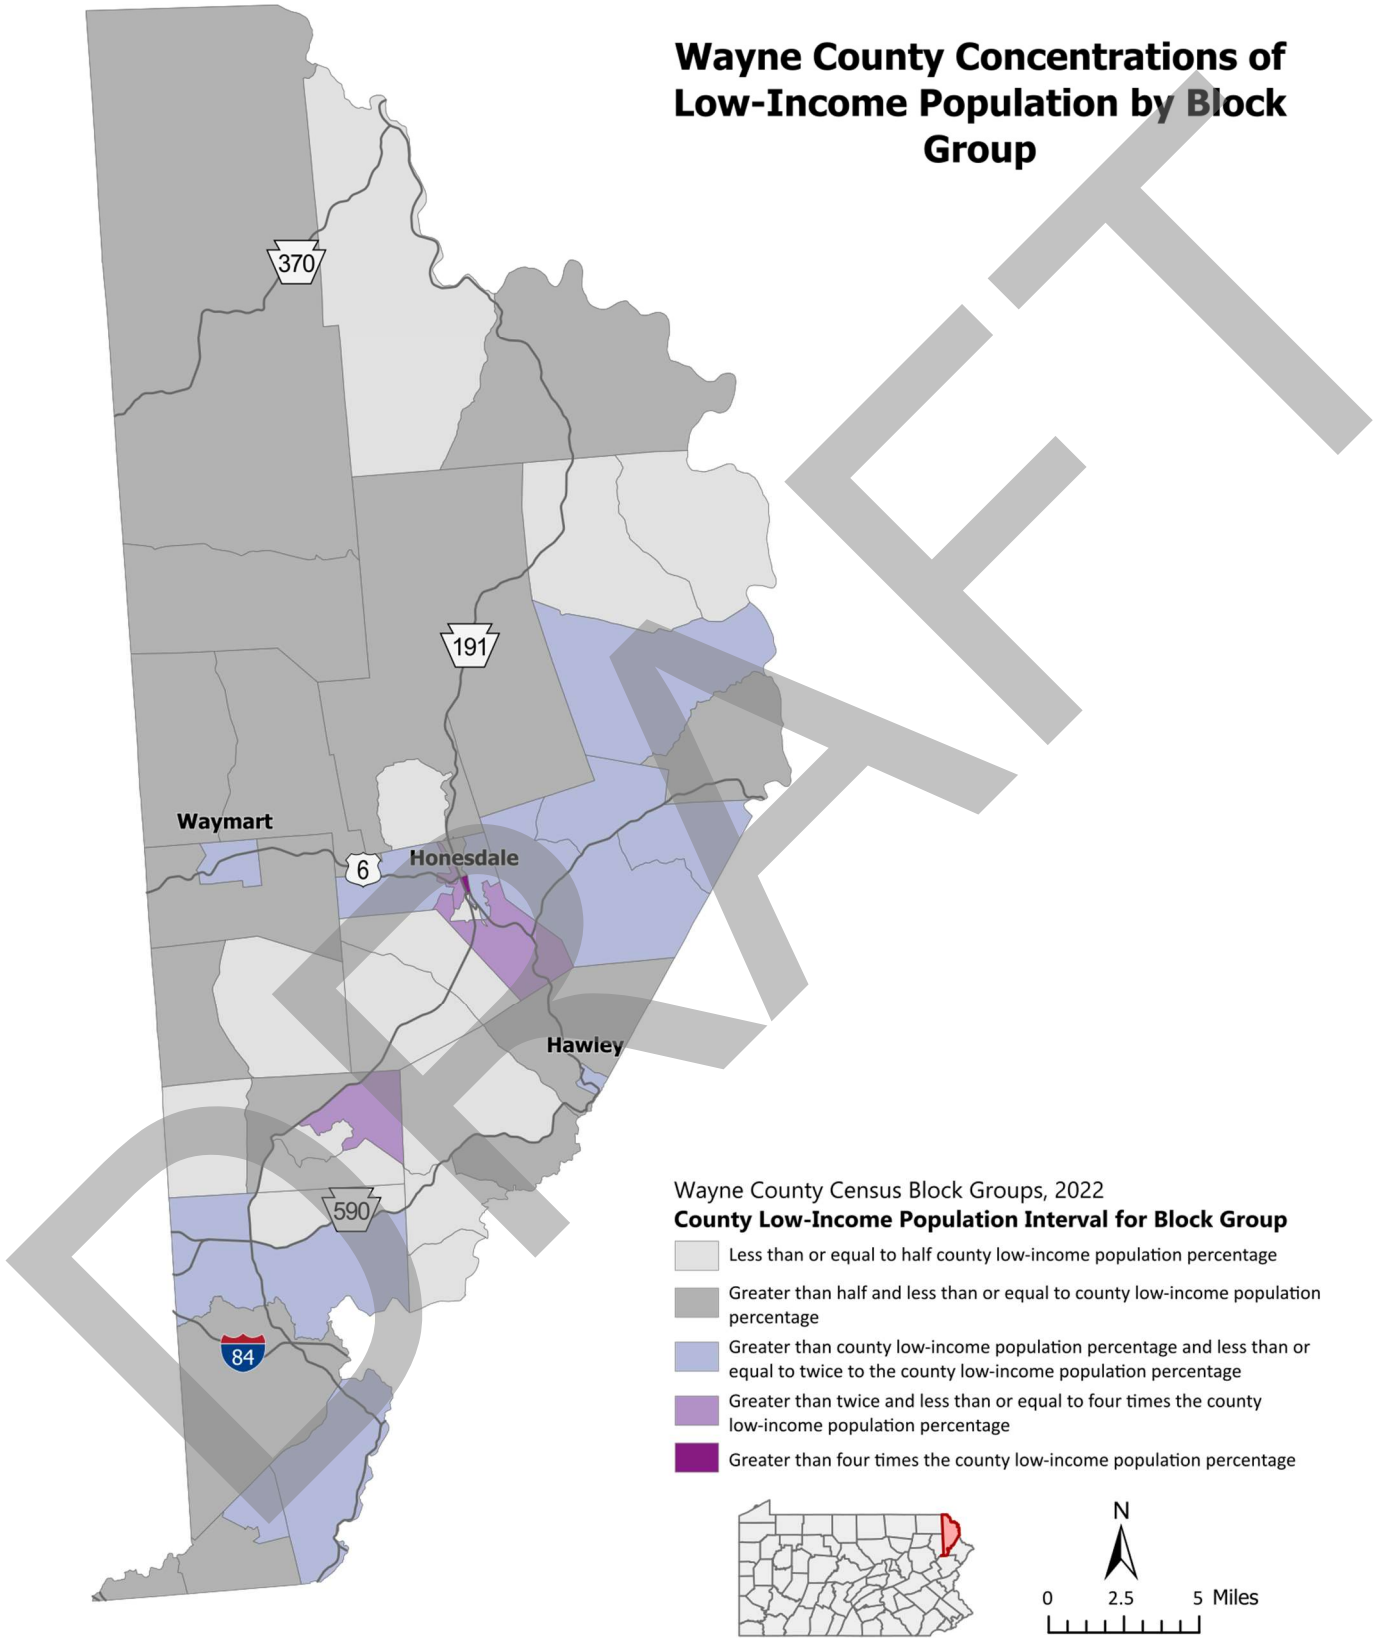 Wayne County Concentrations of
Low-Income Population by Block
Group
370
191
Waymart
6
Honesdale
Hawley
590
84
DRAFT
Wayne County Census Block Groups, 2022
County Low-Income Population Interval for Block Group
Less than or equal to half county low-income population percentage
Greater than half and less than or equal to county low-income population
percentage
Greater than county low-income population percentage and less than or
equal to twice to the county low-income population percentage
Greater than twice and less than or equal to four times the county
low-income population percentage
Greater than four times the county low-income population percentage
N
0 2.5 5 Miles